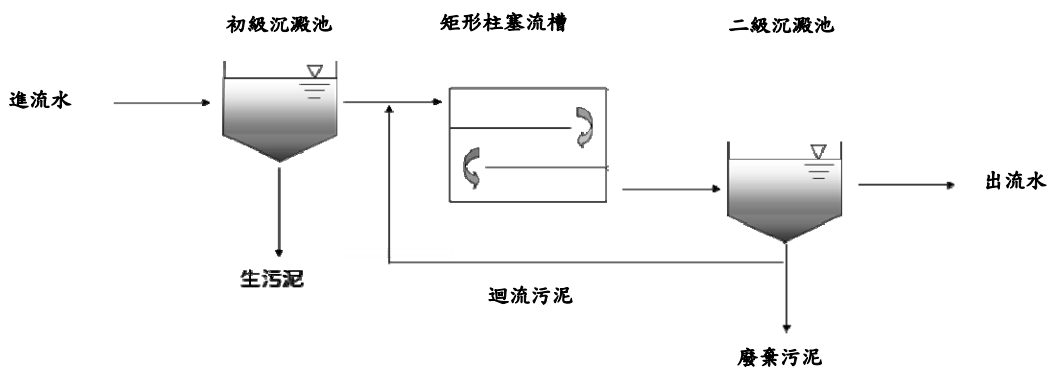 初級沉澱池
矩形柱塞流槽
二級沉澱池
進流水
出流水
生污泥
迴流污泥
廢棄污泥